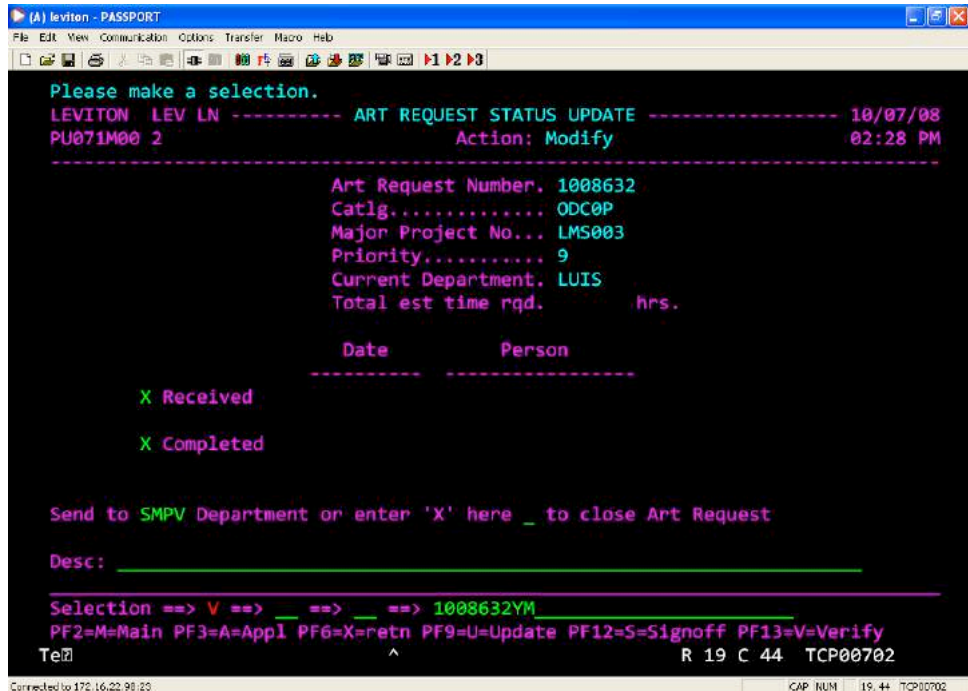 (A) leviton - PASSPORT
File Edit View Communication Options Transfer Macro Help
1 2 3
Please make a selection.
LEVITON LEV LN ---------- ART REQUEST STATUS UPDATE ----------------- 10/07/08
PU071M00 2 Action: Modify 02:28 PM
Art Request Number. 1008632
Catlg.............. ODC0P
Major Project No... LMS003
Priority........... 9
Current Department. LUIS
Total est time rqd. hrs.
Date Person
---------- -----------------
X Received
X Completed
Send to SMPV Department or enter 'X' here _ to close Art Request
Desc:
Selection ==> V ==> __ ==> __ ==> 1008632YM
PF2=M=Main PF3=A=Appl PF6=X=retn PF9=U=Update PF12=S=Signoff PF13=V=Verify
Te ^ R 19 C 44 TCP00702
Connected to 172.16.22.90:23 CAP NUM 19, 44 TCP00702